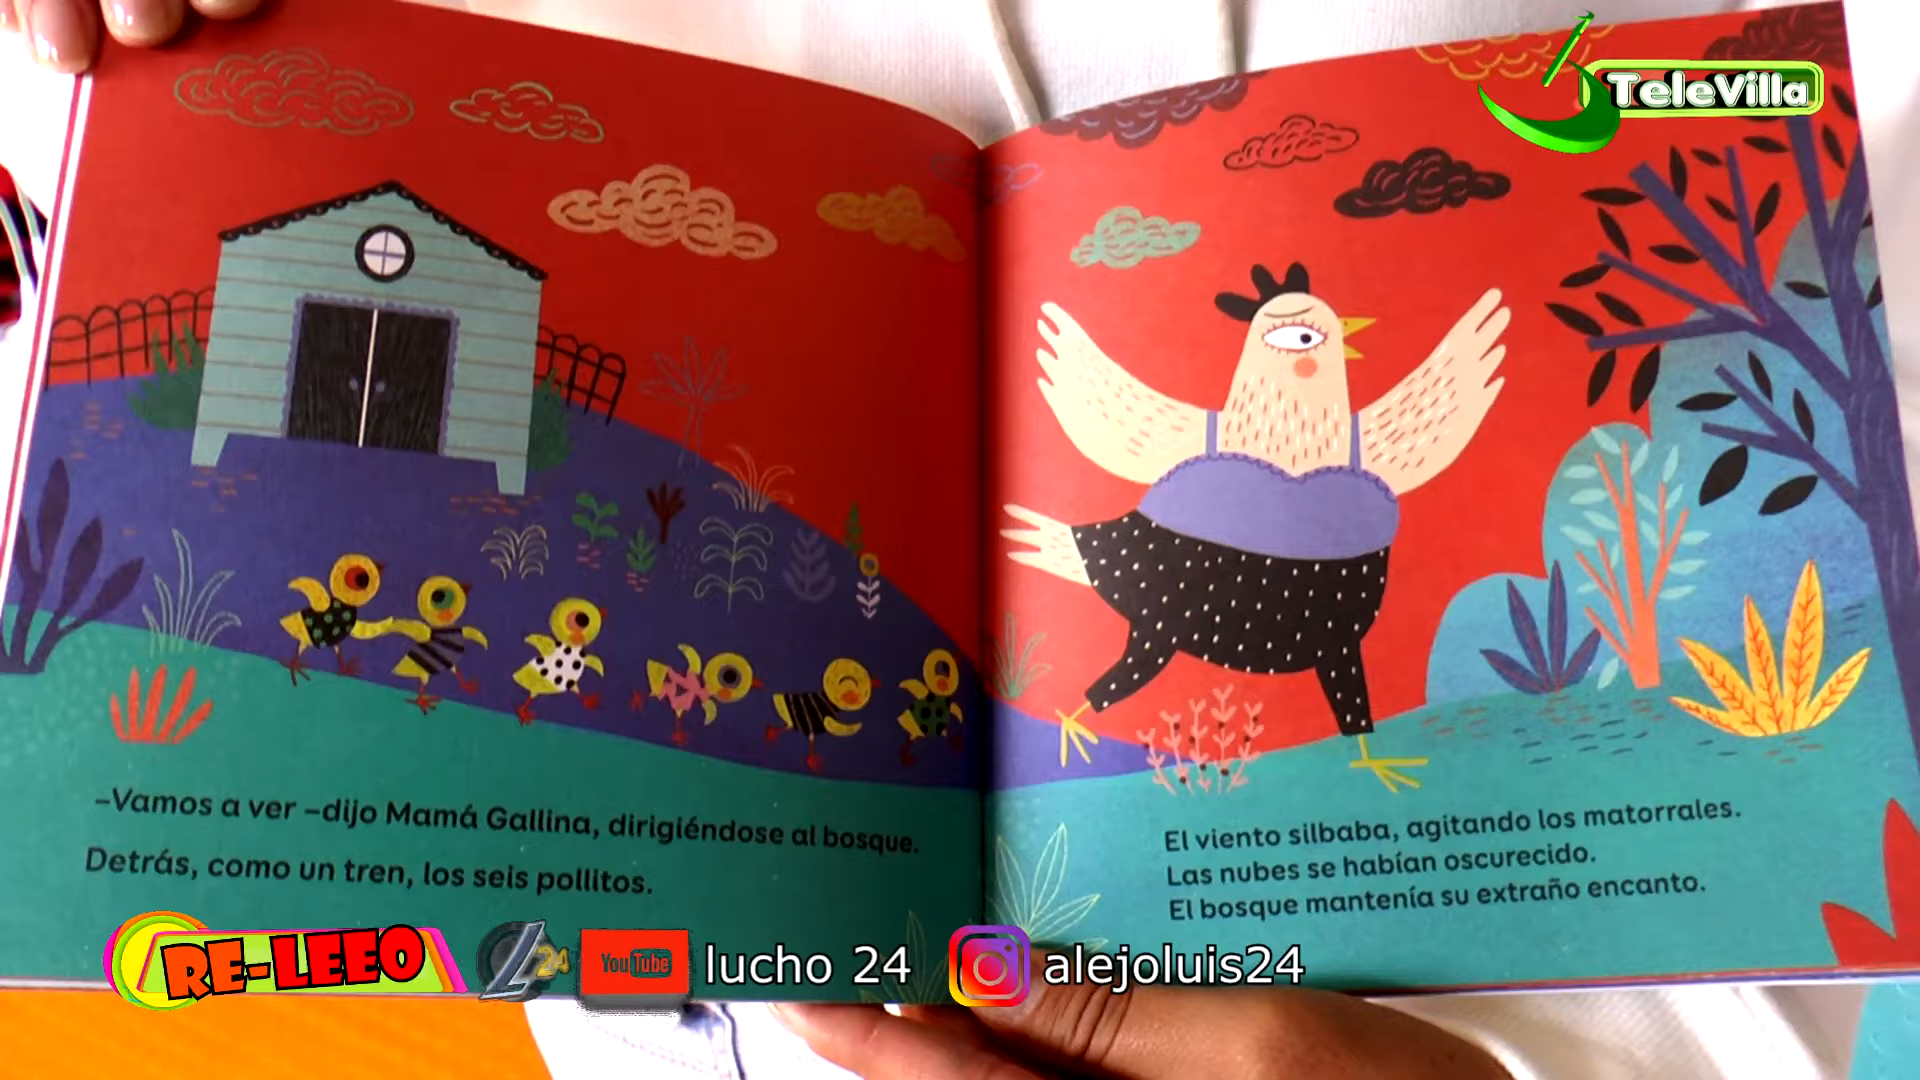 TeleVilla
–Vamos a ver –dijo Mamá Gallina, dirigiéndose al bosque.
Detrás, como un tren, los seis pollitos.
El viento silbaba, agitando los matorrales.
Las nubes se habían oscurecido.
El bosque mantenía su extraño encanto.
RE-LEEO L24 YouTube lucho 24 alejoluis24